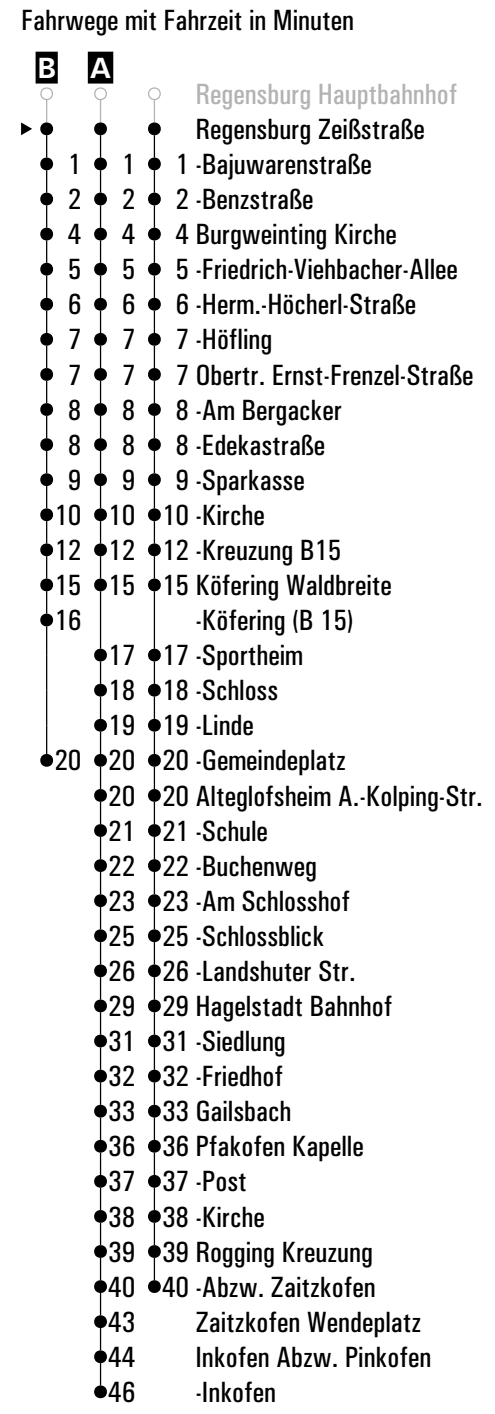 Fahrwege mit Fahrzeit in Minuten
B A
Regensburg Hauptbahnhof
Regensburg Zeißstraße
1 1 1 -Bajuwarenstraße
2 2 2 -Benzstraße
4 4 4 Burgweinting Kirche
5 5 5 -Friedrich-Viehbacher-Allee
6 6 6 -Herm.-Höcherl-Straße
7 7 7 -Höfling
7 7 7 Obertr. Ernst-Frenzel-Straße
8 8 8 -Am Bergacker
8 8 8 -Edekastraße
9 9 9 -Sparkasse
10 10 10 -Kirche
12 12 12 -Kreuzung B15
15 15 15 Köfering Waldbreite
16 -Köfering (B 15)
17 17 -Sportheim
18 18 -Schloss
19 19 -Linde
20 20 20 -Gemeindeplatz
20 20 Alteglofsheim A.-Kolping-Str.
21 21 -Schule
22 22 -Buchenweg
23 23 -Am Schlosshof
25 25 -Schlossblick
26 26 -Landshuter Str.
29 29 Hagelstadt Bahnhof
31 31 -Siedlung
32 32 -Friedhof
33 33 Gailsbach
36 36 Pfakofen Kapelle
37 37 -Post
38 38 -Kirche
39 39 Rogging Kreuzung
40 40 -Abzw. Zaitzkofen
43 Zaitzkofen Wendeplatz
44 Inkofen Abzw. Pinkofen
46 -Inkofen